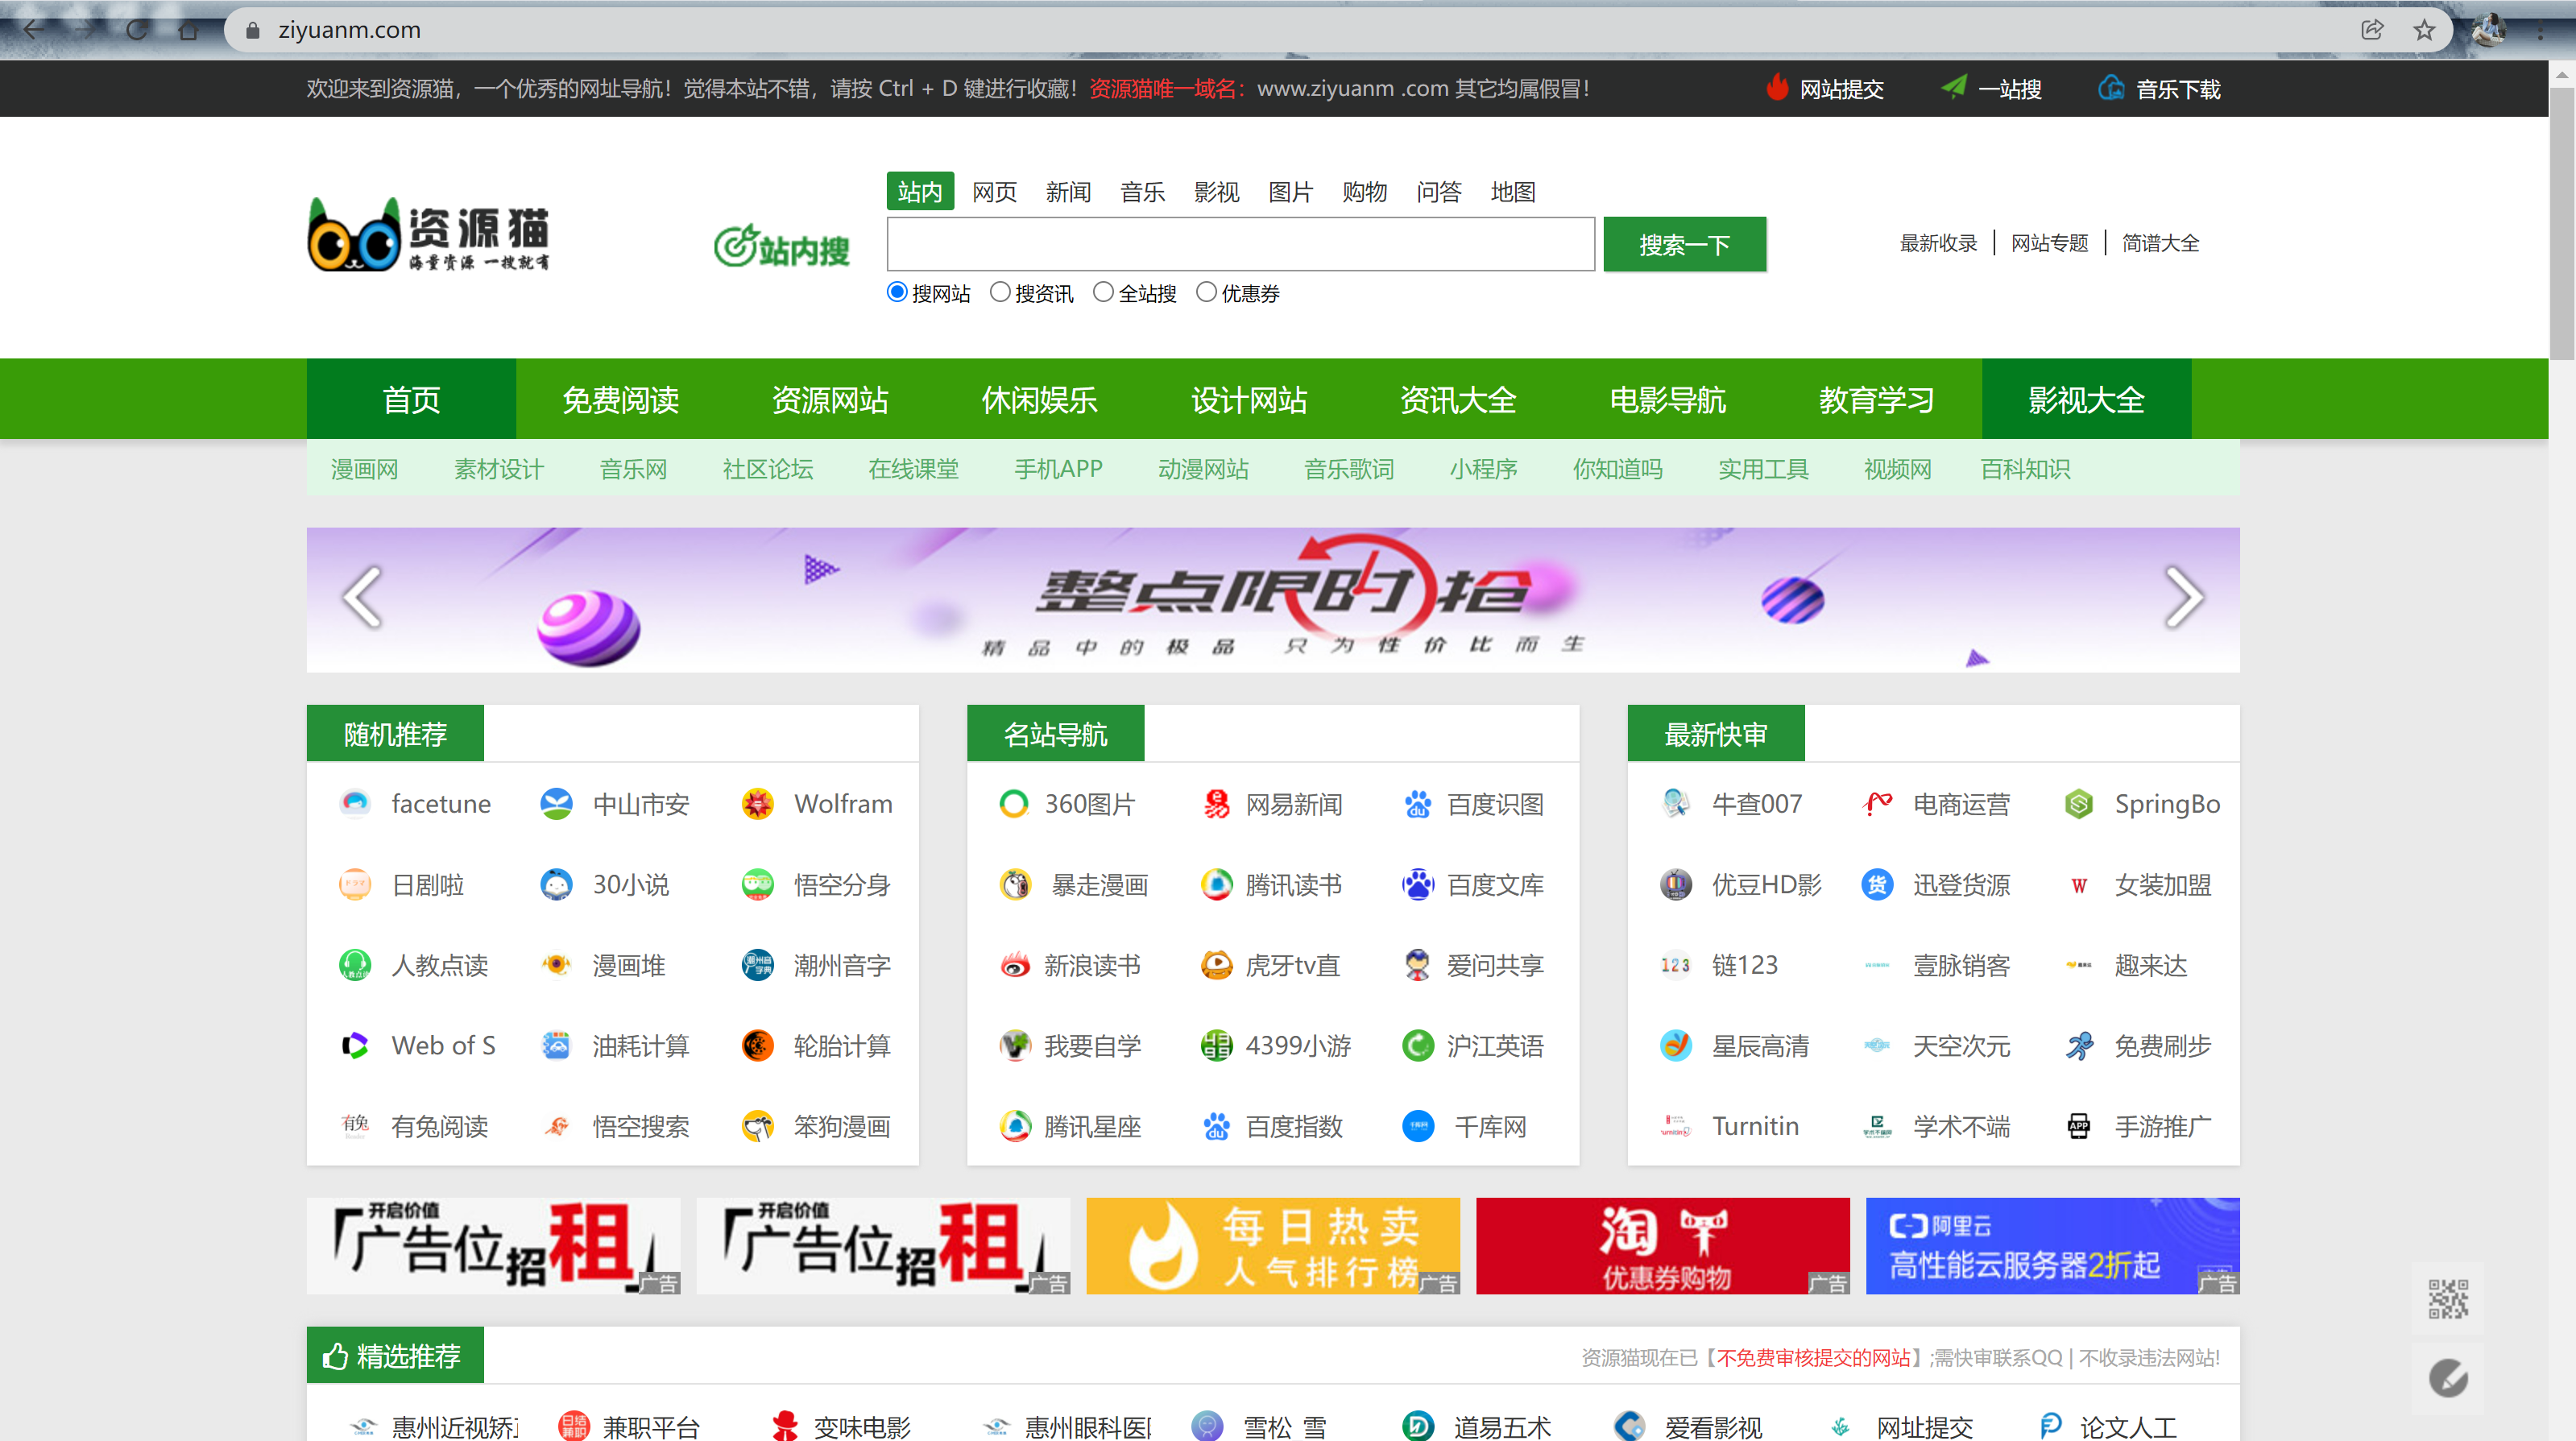 ziyuanm.com
欢迎来到资源猫，一个优秀的网址导航！觉得本站不错，请按 Ctrl + D 键进行收藏！资源猫唯一域名：www.ziyuanm .com 其它均属假冒！
网站提交 一站搜 音乐下载
站内 网页 新闻 音乐 影视 图片 购物 问答 地图
资源猫
海量资源 一搜就有
站内搜
搜索一下
最新收录 | 网站专题 | 简谱大全
搜网站 搜资讯 全站搜 优惠券
首页 免费阅读 资源网站 休闲娱乐 设计网站 资讯大全 电影导航 教育学习 影视大全
漫画网 素材设计 音乐网 社区论坛 在线课堂 手机APP 动漫网站 音乐歌词 小程序 你知道吗 实用工具 视频网 百科知识
整点限时抢
精品中的极品 只为性价比而生
随机推荐
facetune 中山市安 Wolfram
日剧啦 30小说 悟空分身
人教点读 漫画堆 潮州音字
Web of S 油耗计算 轮胎计算
有兔阅读 悟空搜索 笨狗漫画
名站导航
360图片 网易新闻 百度识图
暴走漫画 腾讯读书 百度文库
新浪读书 虎牙tv直 爱问共享
我要自学 4399小游 沪江英语
腾讯星座 百度指数 千库网
最新快审
牛查007 电商运营 SpringBo
优豆HD影 迅登货源 女装加盟
链123 壹脉销客 趣来达
星辰高清 天空次元 免费刷步
Turnitin 学术不端 手游推广
开启价值
广告位招租
广告
开启价值
广告位招租
广告
每日热卖
人气排行榜
广告
淘
优惠券购物
广告
阿里云
高性能云服务器2折起
广告
精选推荐
资源猫现在已【不免费审核提交的网站】;需快审联系QQ | 不收录违法网站!
惠州近视矫 兼职平台 变味电影 惠州眼科医 雪松 雪 道易五术 爱看影视 网址提交 论文人工